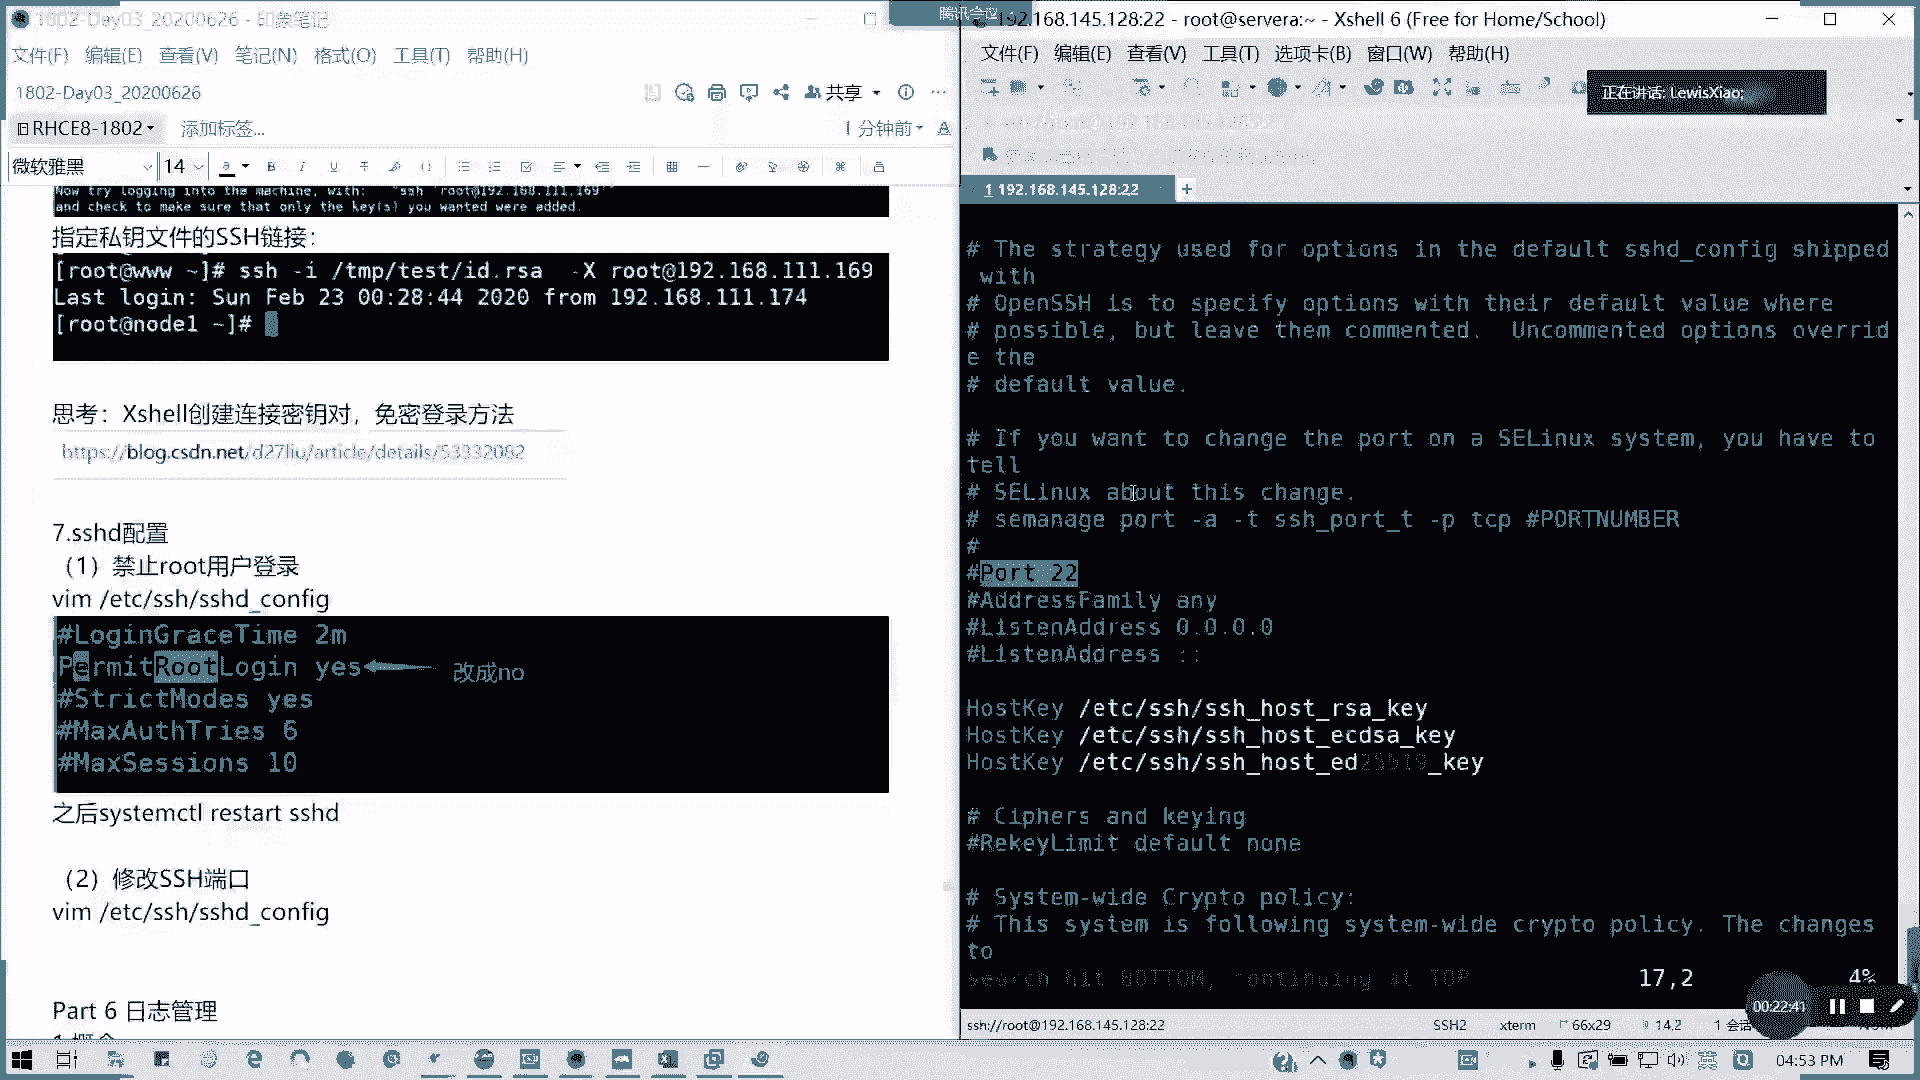 1802-Day03_20200626 - 印象笔记
文件(F) 编辑(E) 查看(V) 笔记(N) 格式(O) 工具(T) 帮助(H)
1802-Day03_20200626
共享
RHCE8-1802
添加标签...
1 分钟前
微软雅黑
14
Now try logging into the machine, with: "ssh 'root@192.168.111.169'"
and check to make sure that only the key(s) you wanted were added.
指定私钥文件的SSH链接：
[root@www ~]# ssh -i /tmp/test/id.rsa -X root@192.168.111.169
Last login: Sun Feb 23 00:28:44 2020 from 192.168.111.174
[root@node1 ~]#
思考：Xshell创建连接密钥对，免密登录方法
https://blog.csdn.net/d27liu/article/details/53332082
7.sshd配置
（1）禁止root用户登录
vim /etc/ssh/sshd_config
#LoginGraceTime 2m
PermitRootLogin yes
改成no
#StrictModes yes
#MaxAuthTries 6
#MaxSessions 10
之后systemctl restart sshd
（2）修改SSH端口
vim /etc/ssh/sshd_config
Part 6 日志管理
腾讯会议
192.168.145.128:22 - root@servera:~ - Xshell 6 (Free for Home/School)
文件(F) 编辑(E) 查看(V) 工具(T) 选项卡(B) 窗口(W) 帮助(H)
正在讲话: LewisXiao;
ssh://root@192.168.145.128:22
1 192.168.145.128:22
# The strategy used for options in the default sshd_config shipped
with
# OpenSSH is to specify options with their default value where
# possible, but leave them commented.  Uncommented options overrid
e the
# default value.
# If you want to change the port on a SELinux system, you have to
tell
# SELinux about this change.
# semanage port -a -t ssh_port_t -p tcp #PORTNUMBER
#
#Port 22
#AddressFamily any
#ListenAddress 0.0.0.0
#ListenAddress ::
HostKey /etc/ssh/ssh_host_rsa_key
HostKey /etc/ssh/ssh_host_ecdsa_key
HostKey /etc/ssh/ssh_host_ed25519_key
# Ciphers and keying
#RekeyLimit default none
# System-wide Crypto policy:
# This system is following system-wide crypto policy. The changes
to
search hit BOTTOM, continuing at TOP
17,2
4%
00:22:41
ssh://root@192.168.145.128:22
SSH2
xterm
66x29
14,2
1 会话
英
04:53 PM